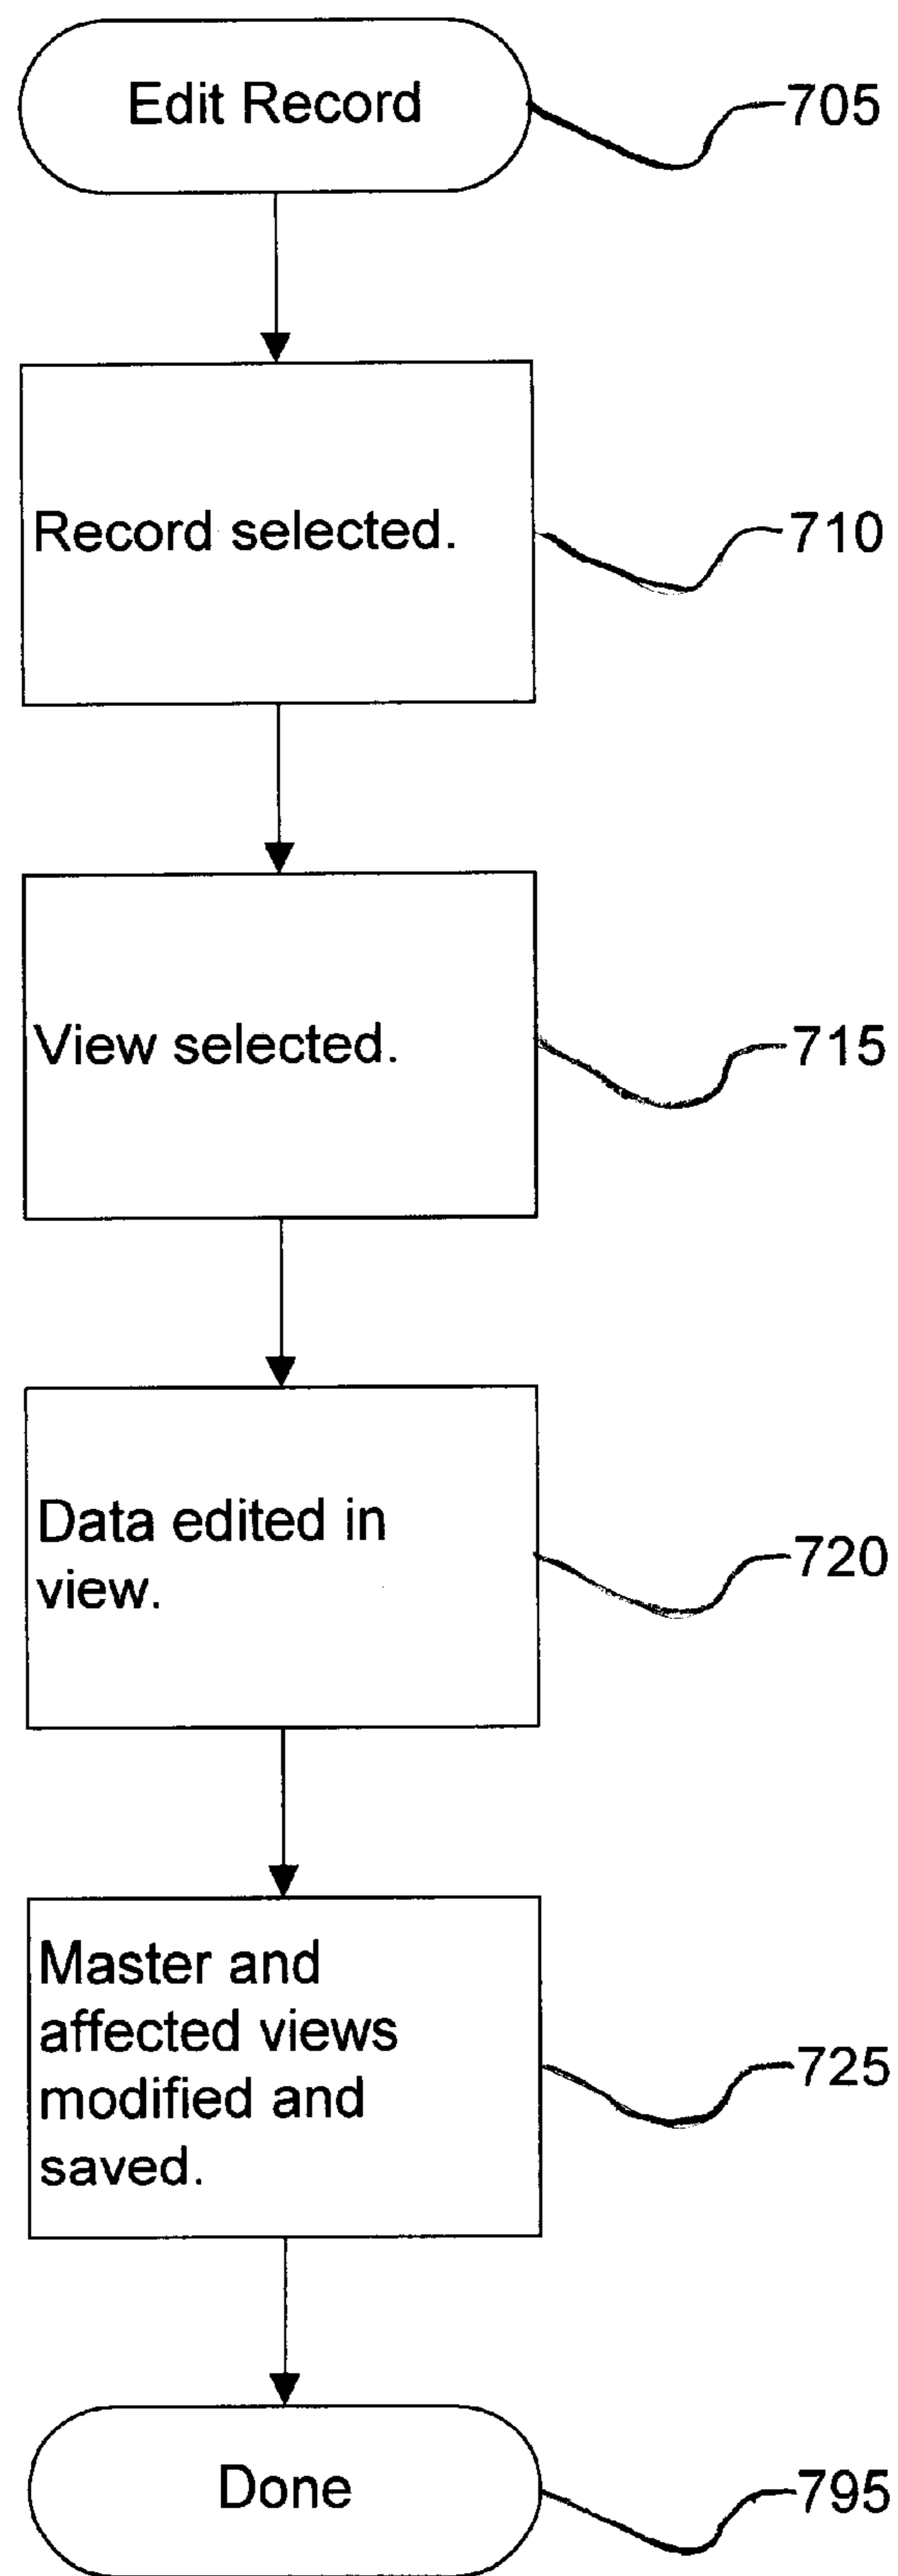 Edit Record
705
Record selected.
710
View selected.
715
Data edited in
view.
720
Master and
affected views
modified and
saved.
725
Done
795